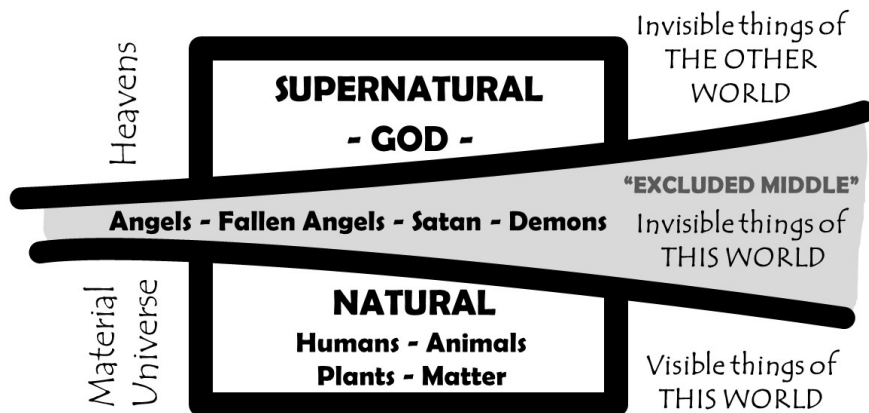 Heavens
Material
Universe
SUPERNATURAL
- GOD -
Angels - Fallen Angels - Satan - Demons
NATURAL
Humans - Animals
Plants - Matter
Invisible things of
THE OTHER
WORLD
“EXCLUDED MIDDLE”
Invisible things of
THIS WORLD
Visible things of
THIS WORLD